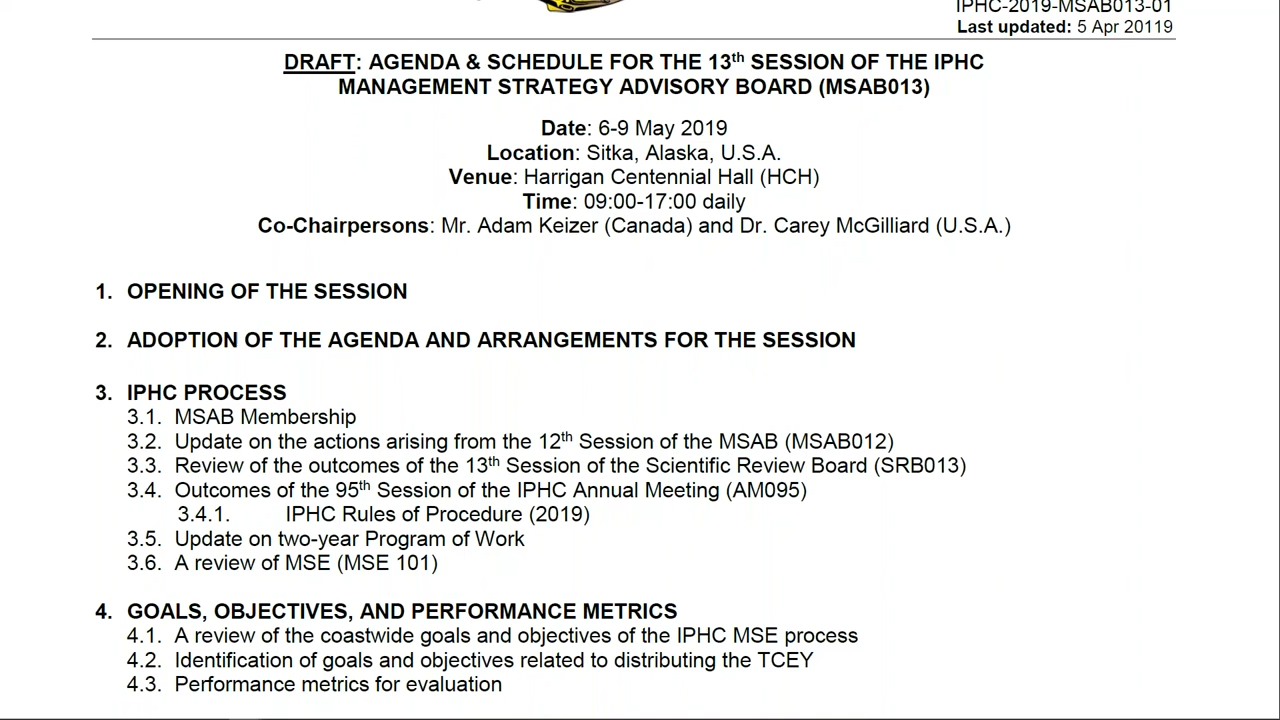 IPHC-2019-MSAB013-01
Last updated: 5 Apr 20119
DRAFT: AGENDA & SCHEDULE FOR THE 13th SESSION OF THE IPHC
MANAGEMENT STRATEGY ADVISORY BOARD (MSAB013)
Date: 6-9 May 2019
Location: Sitka, Alaska, U.S.A.
Venue: Harrigan Centennial Hall (HCH)
Time: 09:00-17:00 daily
Co-Chairpersons: Mr. Adam Keizer (Canada) and Dr. Carey McGilliard (U.S.A.)
1. OPENING OF THE SESSION
2. ADOPTION OF THE AGENDA AND ARRANGEMENTS FOR THE SESSION
3. IPHC PROCESS
3.1. MSAB Membership
3.2. Update on the actions arising from the 12th Session of the MSAB (MSAB012)
3.3. Review of the outcomes of the 13th Session of the Scientific Review Board (SRB013)
3.4. Outcomes of the 95th Session of the IPHC Annual Meeting (AM095)
3.4.1. IPHC Rules of Procedure (2019)
3.5. Update on two-year Program of Work
3.6. A review of MSE (MSE 101)
4. GOALS, OBJECTIVES, AND PERFORMANCE METRICS
4.1. A review of the coastwide goals and objectives of the IPHC MSE process
4.2. Identification of goals and objectives related to distributing the TCEY
4.3. Performance metrics for evaluation